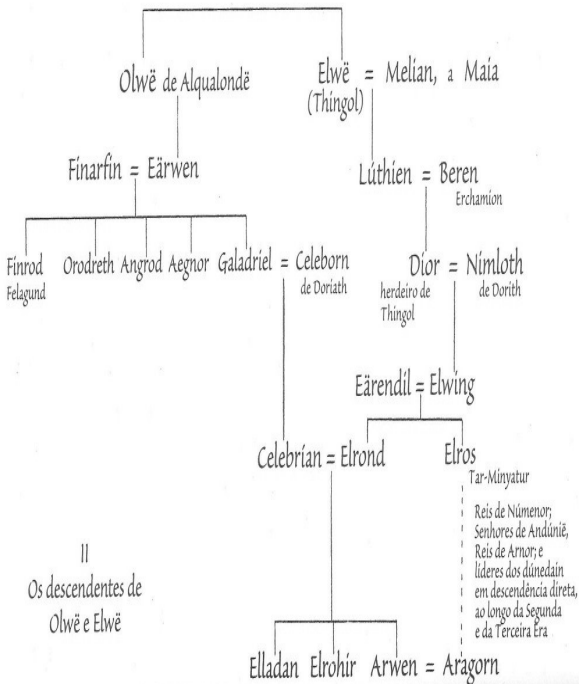 Olwë de Alqualondë
Elwë = Melian, a Maia
(Thingol)
Finarfin = Eärwen
Lúthien = Beren
Erchamion
Finrod Orodreth Angrod Aegnor Galadriel = Celeborn
Felagund
de Doriath
Dior = Nimloth
herdeiro de
Thingol
de Dorith
Eärendil = Elwing
Celebrían = Elrond
Elros
Tar-Minyatur
Reis de Númenor;
Senhores de Andúnië,
Reis de Arnor; e
líderes dos dúnedain
em descendência direta,
ao longo da Segunda
e da Terceira Era
II
Os descendentes de
Olwë e Elwë
Elladan Elrohir Arwen = Aragorn